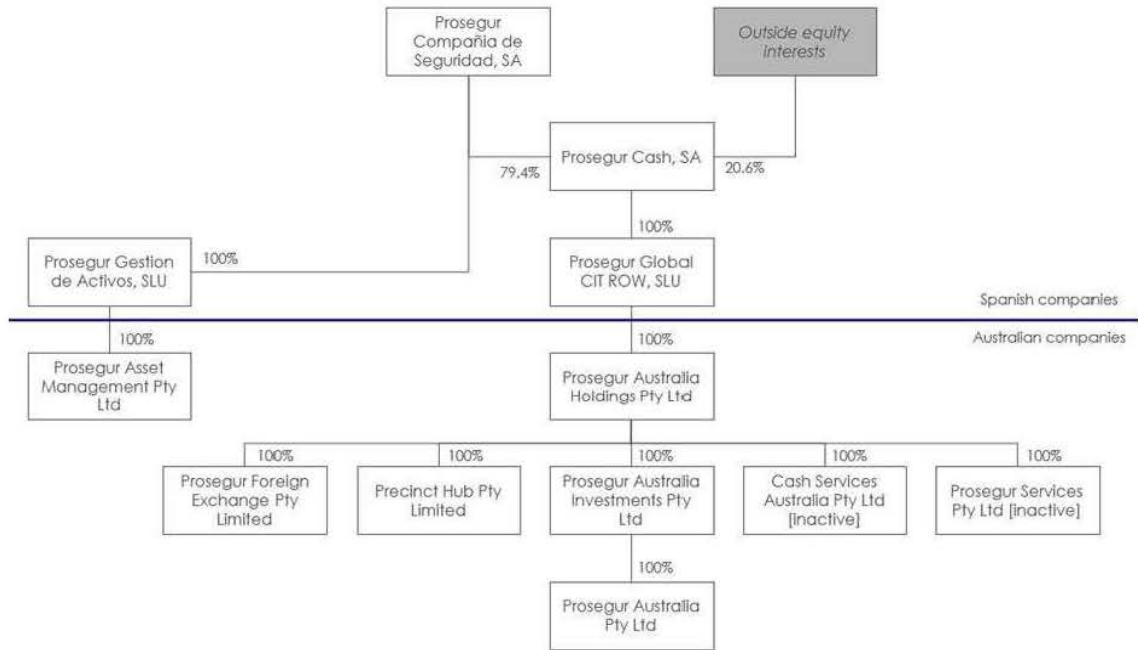 Prosegur
Compañia de
Seguridad, SA
Outside equity
interests
Prosegur Cash, SA
79.4%
20.6%
100%
100%
Prosegur Gestion
de Activos, SLU
Prosegur Global
CIT ROW, SLU
Spanish companies
Australian companies
100%
100%
Prosegur Asset
Management Pty
Ltd
Prosegur Australia
Holdings Pty Ltd
100%
100%
100%
100%
100%
Prosegur Foreign
Exchange Pty
Limited
Precinct Hub Pty
Limited
Prosegur Australia
Investments Pty
Ltd
Cash Services
Australia Pty Ltd
[inactive]
Prosegur Services
Pty Ltd [inactive]
100%
Prosegur Australia
Pty Ltd